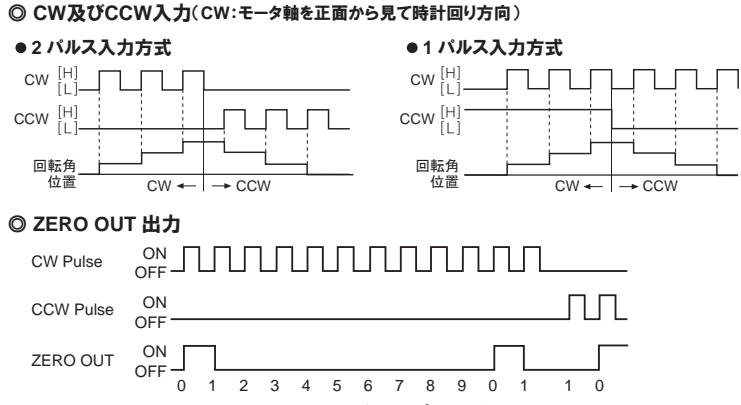 ◎ CW及びCCW入力(CW:モータ軸を正面から見て時計回り方向)
●2 パルス入力方式
CW [H]
[L]
CCW [H]
[L]
回転角
位置
CW ← → CCW
●1 パルス入力方式
CW [H]
[L]
CCW [H]
[L]
回転角
位置
CW ← → CCW
◎ ZERO OUT 出力
CW Pulse ON
OFF
CCW Pulse ON
OFF
ZERO OUT ON
OFF
0 1 2 3 4 5 6 7 8 9 0 1 1 0